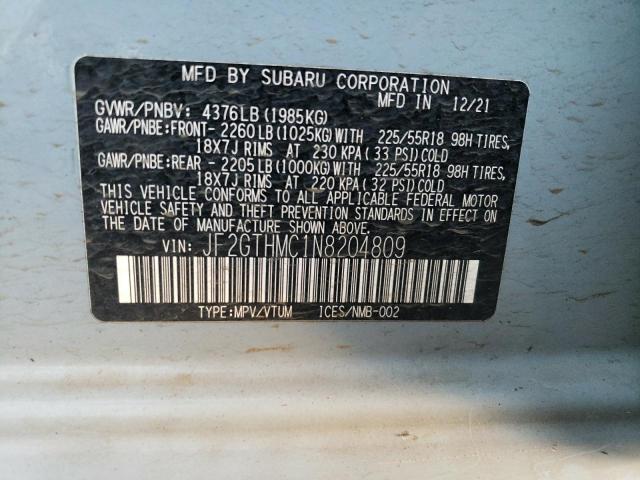 MFD BY SUBARU CORPORATION
MFD IN 12/21
GVWR/PNBV: 4376LB (1985KG)
GAWR/PNBE:FRONT- 2260LB (1025KG)WITH 225/55R18 98H TIRES,
18X7J RIMS AT 230 KPA (33 PSI)COLD
GAWR/PNBE:REAR - 2205LB (1000KG)WITH 225/55R18 98H TIRES,
18X7J RIMS AT 220 KPA (32 PSI)COLD
THIS VEHICLE CONFORMS TO ALL APPLICABLE FEDERAL MOTOR
VEHICLE SAFETY AND THEFT PREVENTION STANDARDS IN EFFECT
ON THE DATE OF MANUFACTURE SHOWN ABOVE.
VIN: JF2GTHMC1N8204809
TYPE:MPV/VTUM ICES/NMB-002